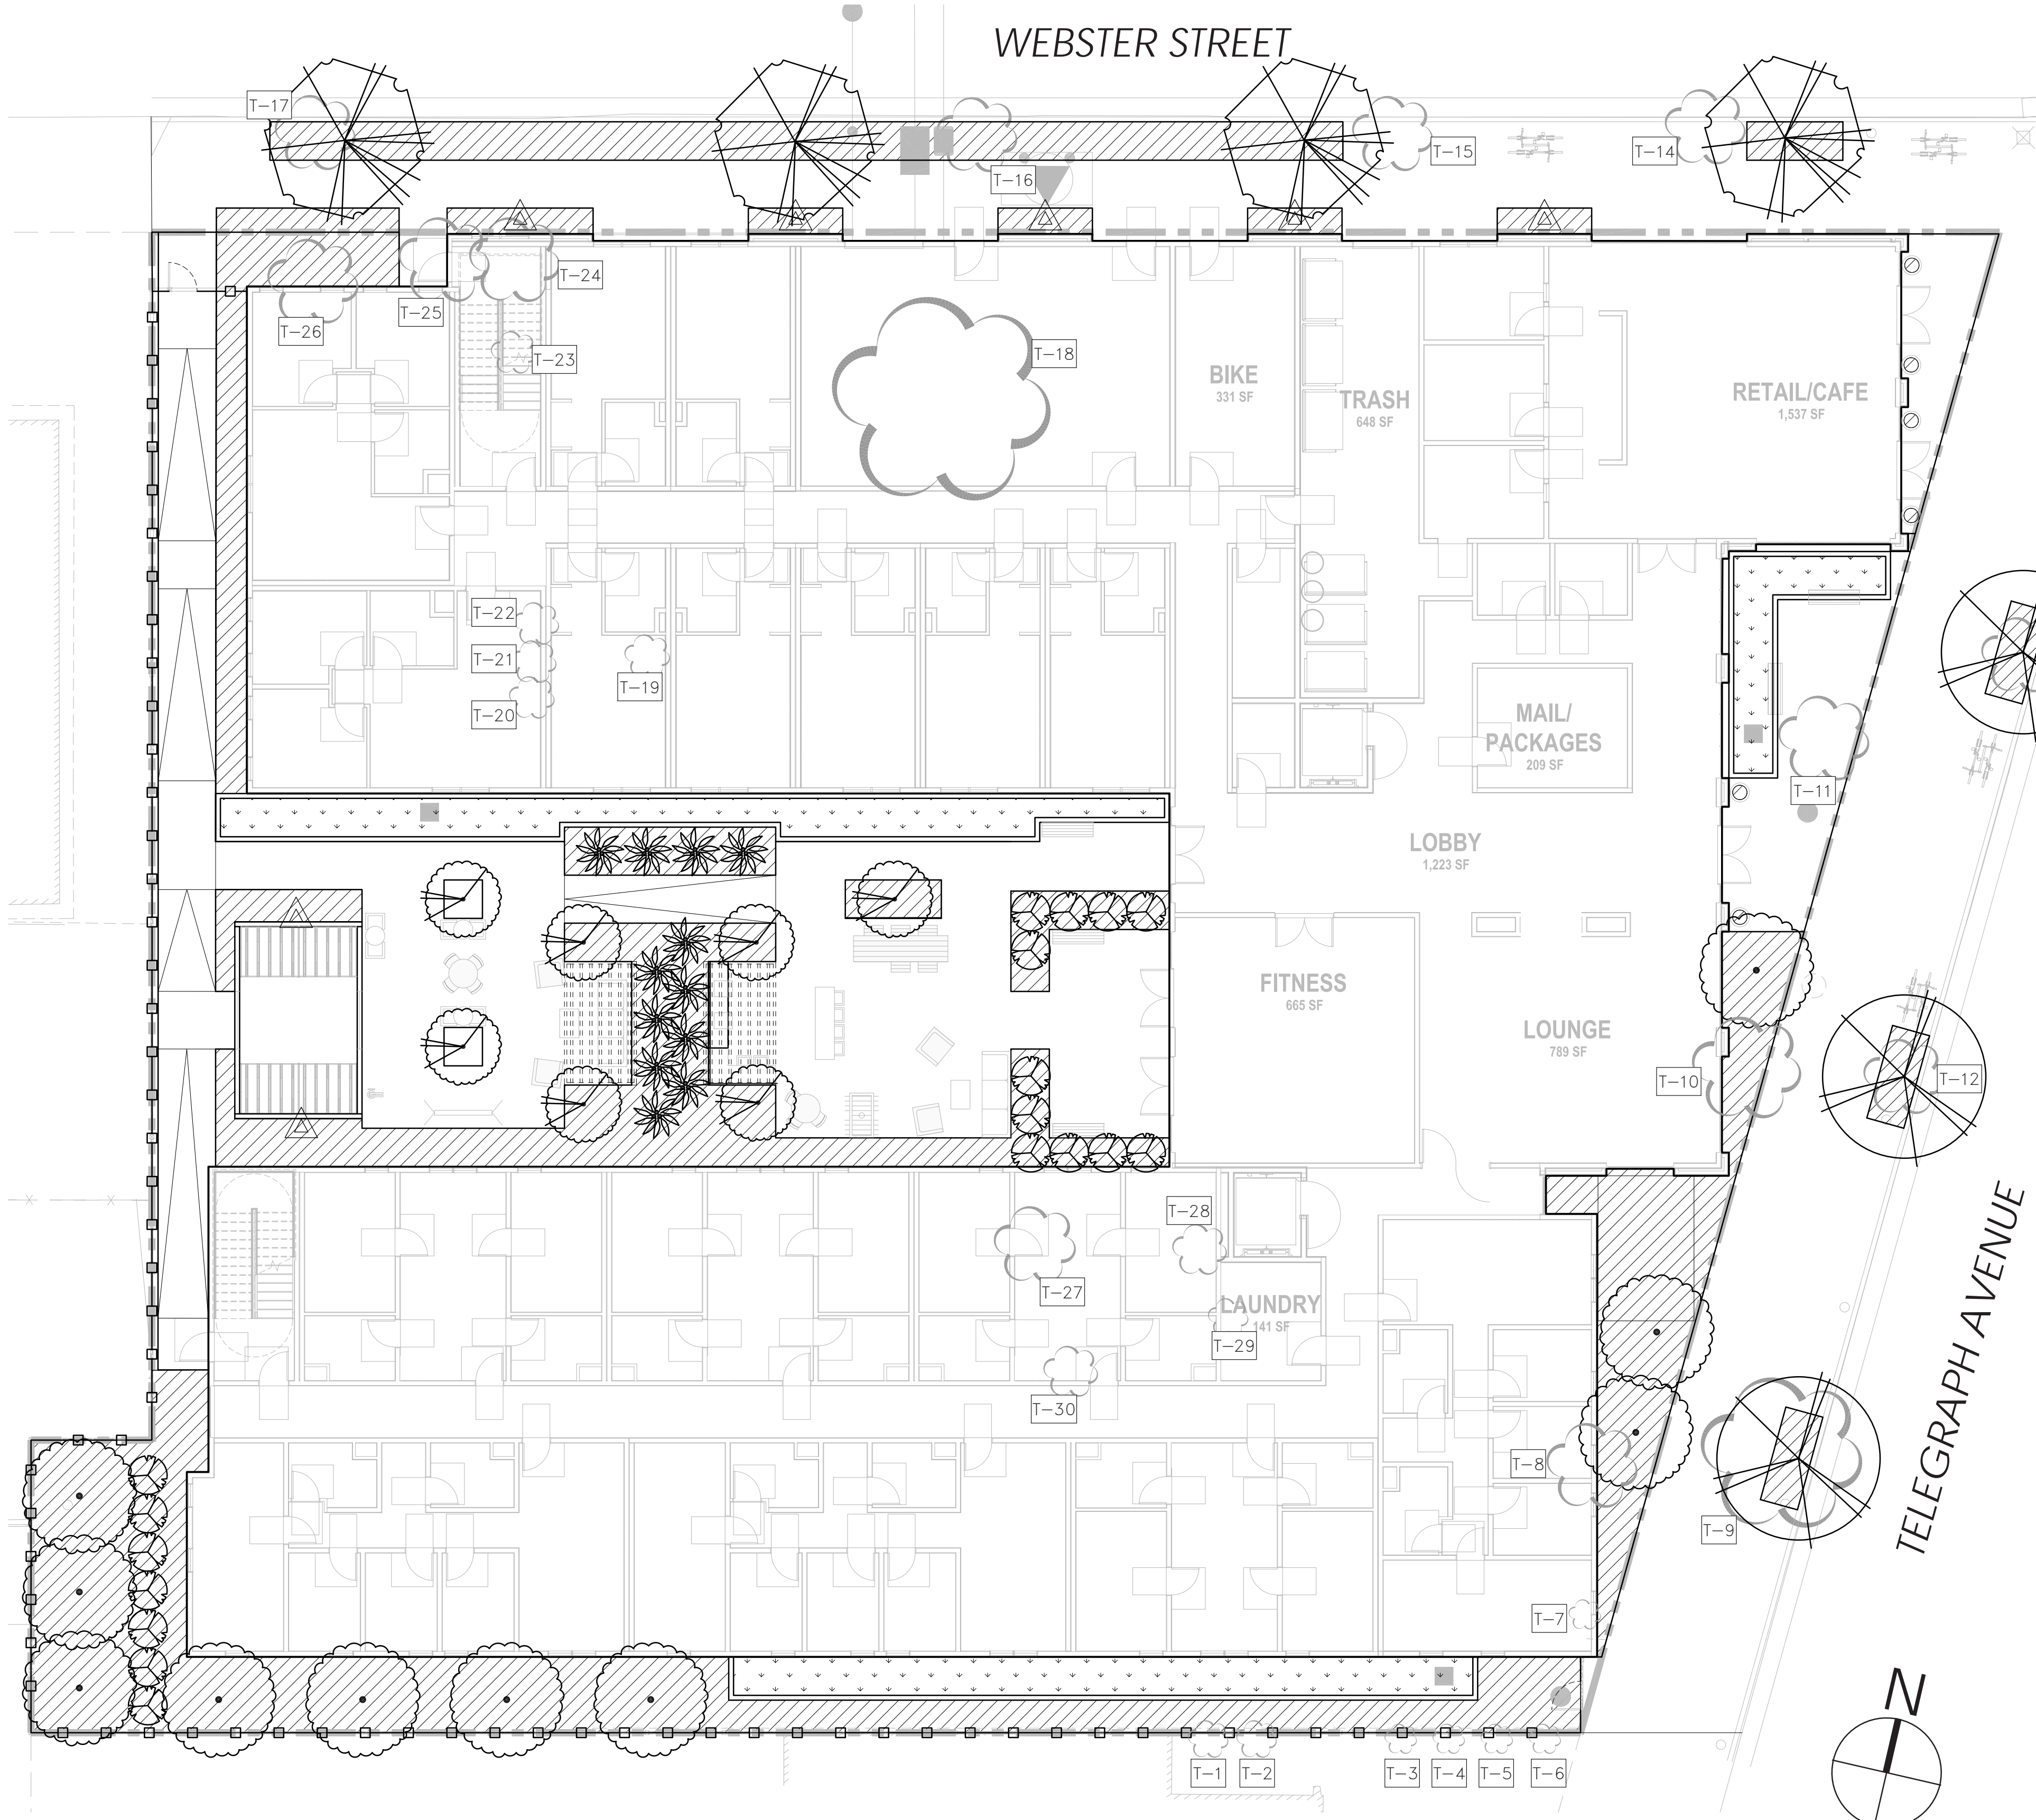 WEBSTER STREET
T-17
T-15
T-14
T-16
T-24
T-25
T-26
T-23
T-18
BIKE
331 SF
TRASH
648 SF
RETAIL/CAFE
1,537 SF
T-22
T-21
T-20
T-19
MAIL/
PACKAGES
209 SF
T-11
LOBBY
1,223 SF
FITNESS
665 SF
LOUNGE
789 SF
T-10
T-12
T-28
T-27
LAUNDRY
141 SF
T-29
T-30
TELEGRAPH AVENUE
T-8
T-9
T-7
N
T-1
T-2
T-3
T-4
T-5
T-6